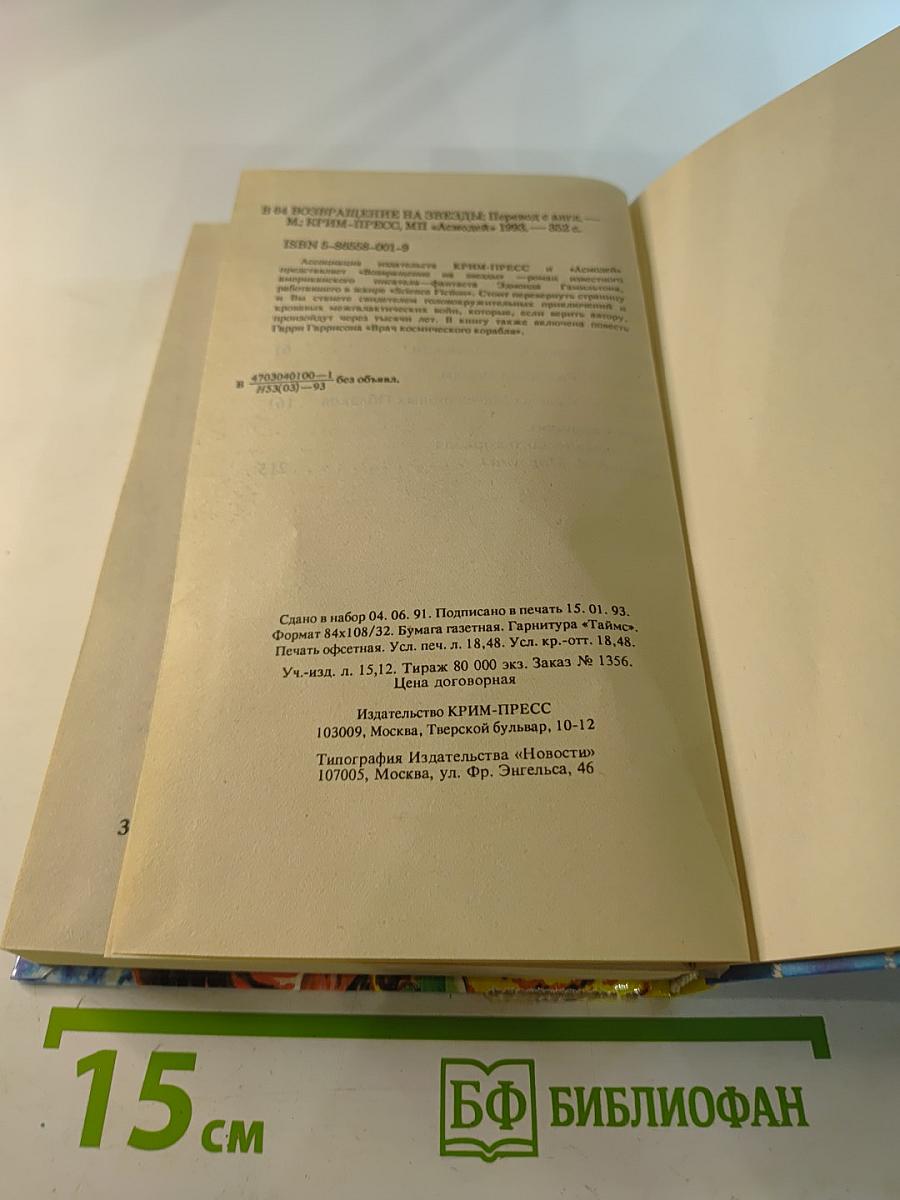 В 64 ВОЗВРАЩЕНИЕ НА ЗВЕЗДЫ: Перевод с англ. —
М.: КРИМ-ПРЕСС, МП «Асмодей» 1993. — 352 с.
ISBN 5-86558-001-9
Ассоциация издательств КРИМ-ПРЕСС и «Асмодей»
представляет «Возвращение на звезды» —роман известного
американского писателя—фантаста Эдмонда Гамильтона,
работавшего в жанре «Science Fiction». Стоит перевернуть страницу
и Вы станете свидетелем головокружительных приключений и
кровавых межгалактических войн, которые, если верить автору,
произойдут через тысячи лет. В книгу также включена повесть
Гарри Гаррисона «Врач космического корабля».
В 4703040100—1 без объявл.
Н53(03)—93
Сдано в набор 04. 06. 91. Подписано в печать 15. 01. 93.
Формат 84х108/32. Бумага газетная. Гарнитура «Таймс».
Печать офсетная. Усл. печ. л. 18,48. Усл. кр.-отт. 18,48.
Уч.-изд. л. 15,12. Тираж 80 000 экз. Заказ № 1356.
Цена договорная
Издательство КРИМ-ПРЕСС
103009, Москва, Тверской бульвар, 10-12
Типография Издательства «Новости»
107005, Москва, ул. Фр. Энгельса, 46
3
15 см
БФ БИБЛИОФАН